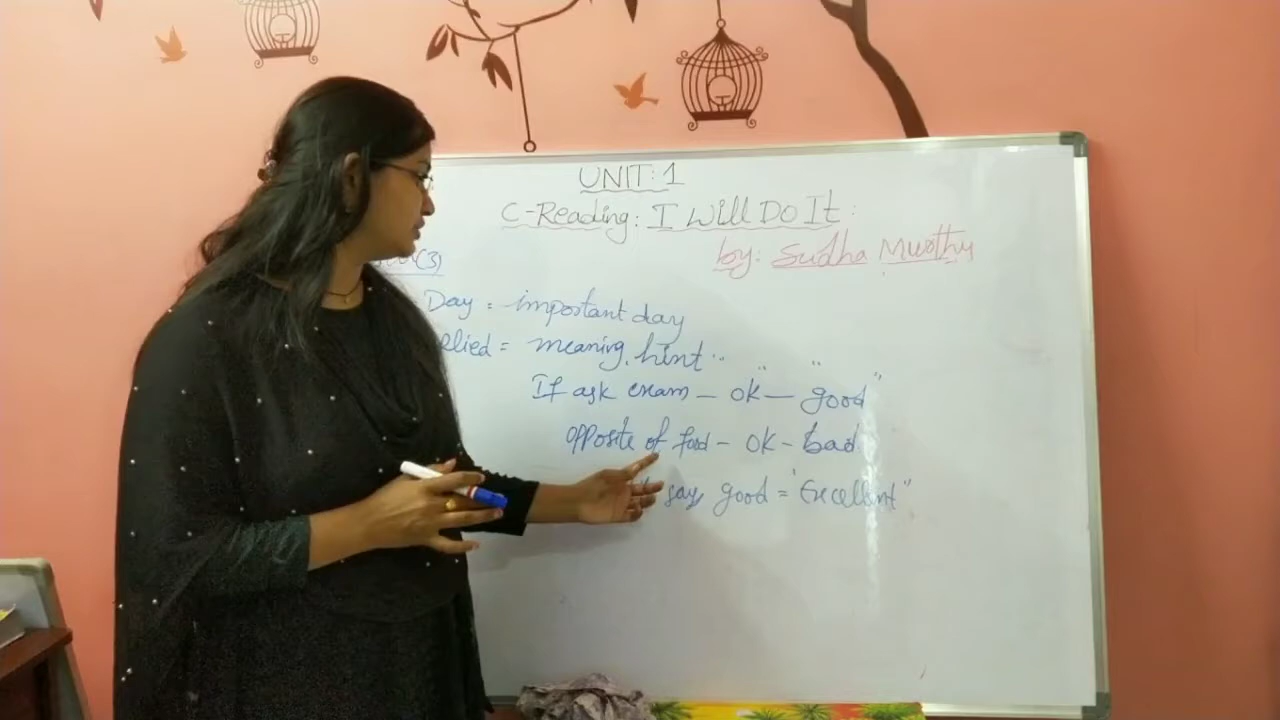 UNIT: 1
C-Reading: I Will Do It
by: Sudha Murthy
(3)
Day = important day
plied = meaning, hint
If ask exam - ok - good
opposite of food - ok - bad
say good = "Excellent"